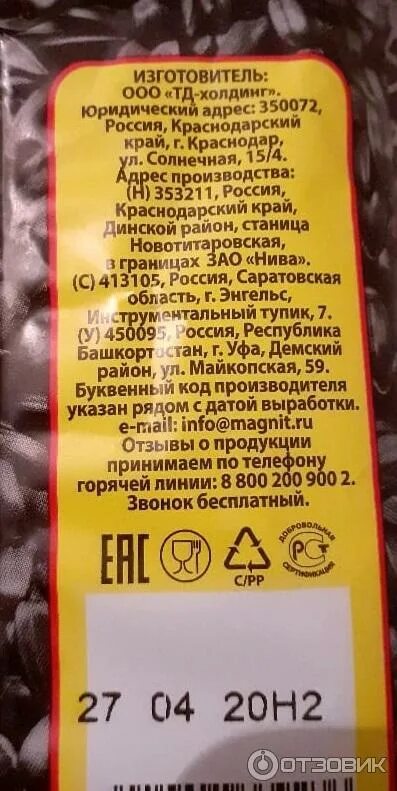 ИЗГОТОВИТЕЛЬ:
ООО «ТД-холдинг».
Юридический адрес: 350072,
Россия, Краснодарский
край, г. Краснодар,
ул. Солнечная, 15/4.
Адрес производства:
(Н) 353211, Россия,
Краснодарский край,
Динской район, станица
Новотитаровская,
в границах ЗАО «Нива».
(С) 413105, Россия, Саратовская
область, г. Энгельс,
Инструментальный тупик, 7.
(У) 450095, Россия, Республика
Башкортостан, г. Уфа, Демский
район, ул. Майкопская, 59.
Буквенный код производителя
указан рядом с датой выработки.
e-mail: info@magnit.ru
Отзывы о продукции
принимаем по телефону
горячей линии: 8 800 200 900 2.
Звонок бесплатный.
ЕАС
C/PP
ДОБРОВОЛЬНАЯ
РСТ
СЕРТИФИКАЦИЯ
27 04 20Н2
ОТЗОВИК